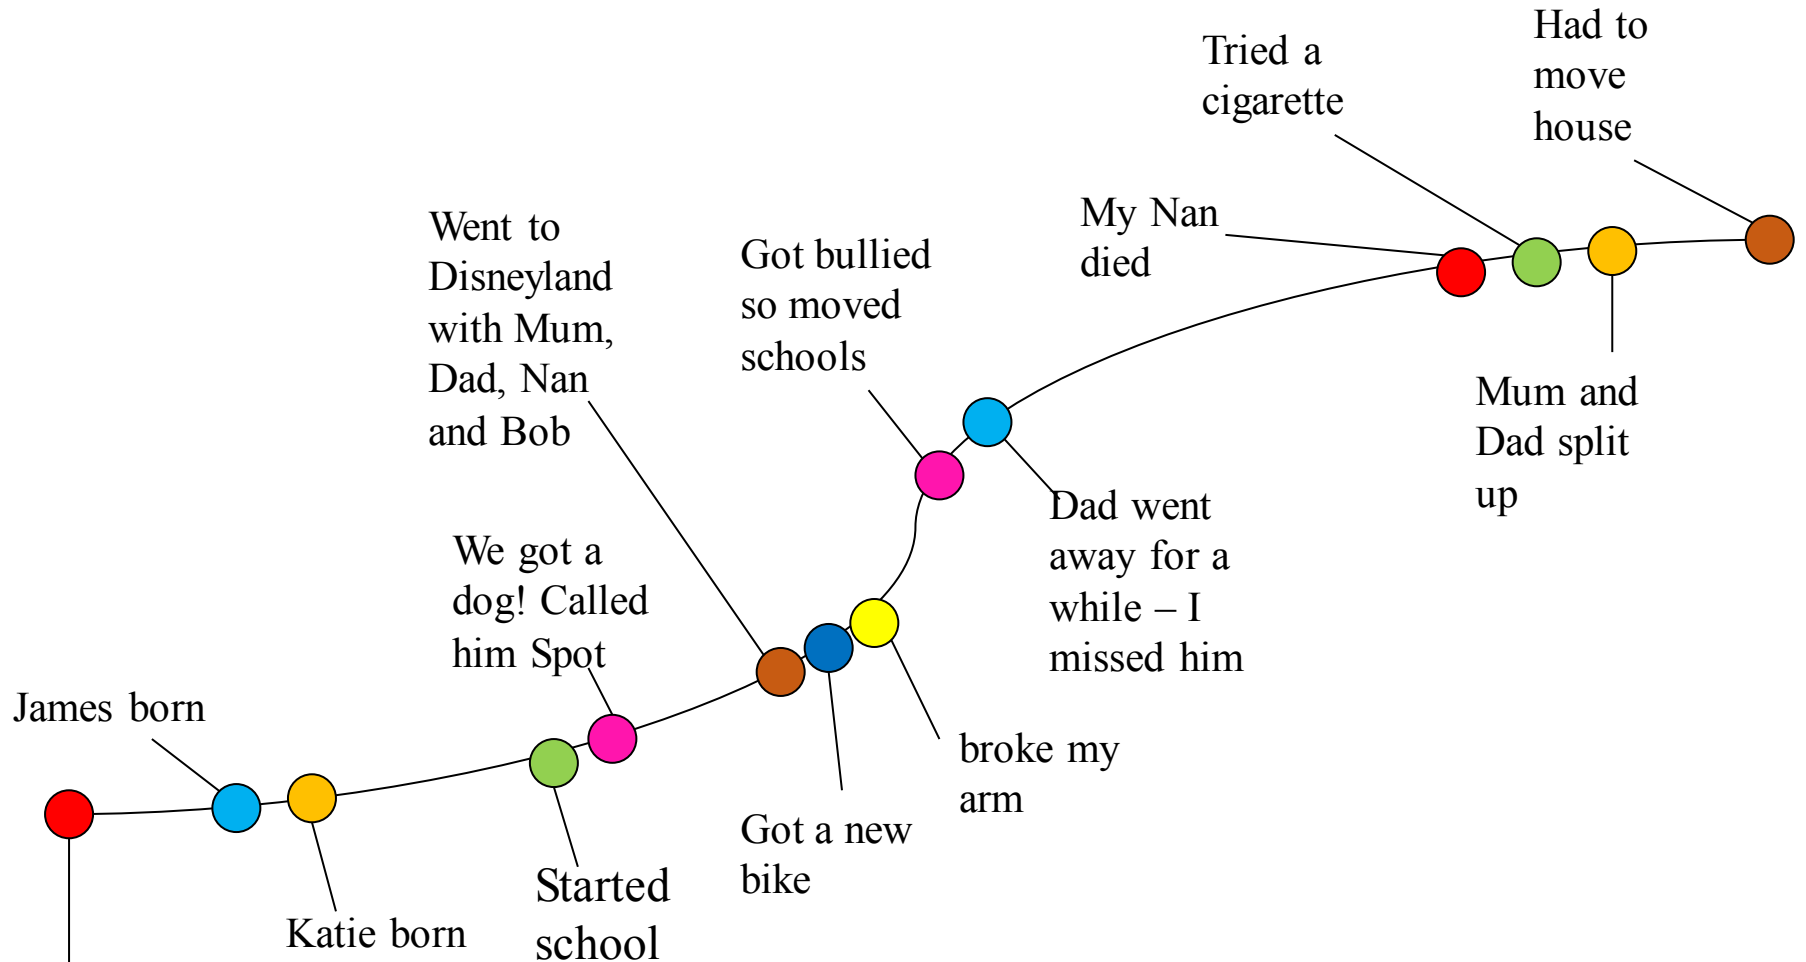 James born
Katie born
Started
school
We got a
dog! Called
him Spot
Went to
Disneyland
with Mum,
Dad, Nan
and Bob
Got a new
bike
broke my
arm
Got bullied
so moved
schools
Dad went
away for a
while – I
missed him
My Nan
died
Tried a
cigarette
Mum and
Dad split
up
Had to
move
house